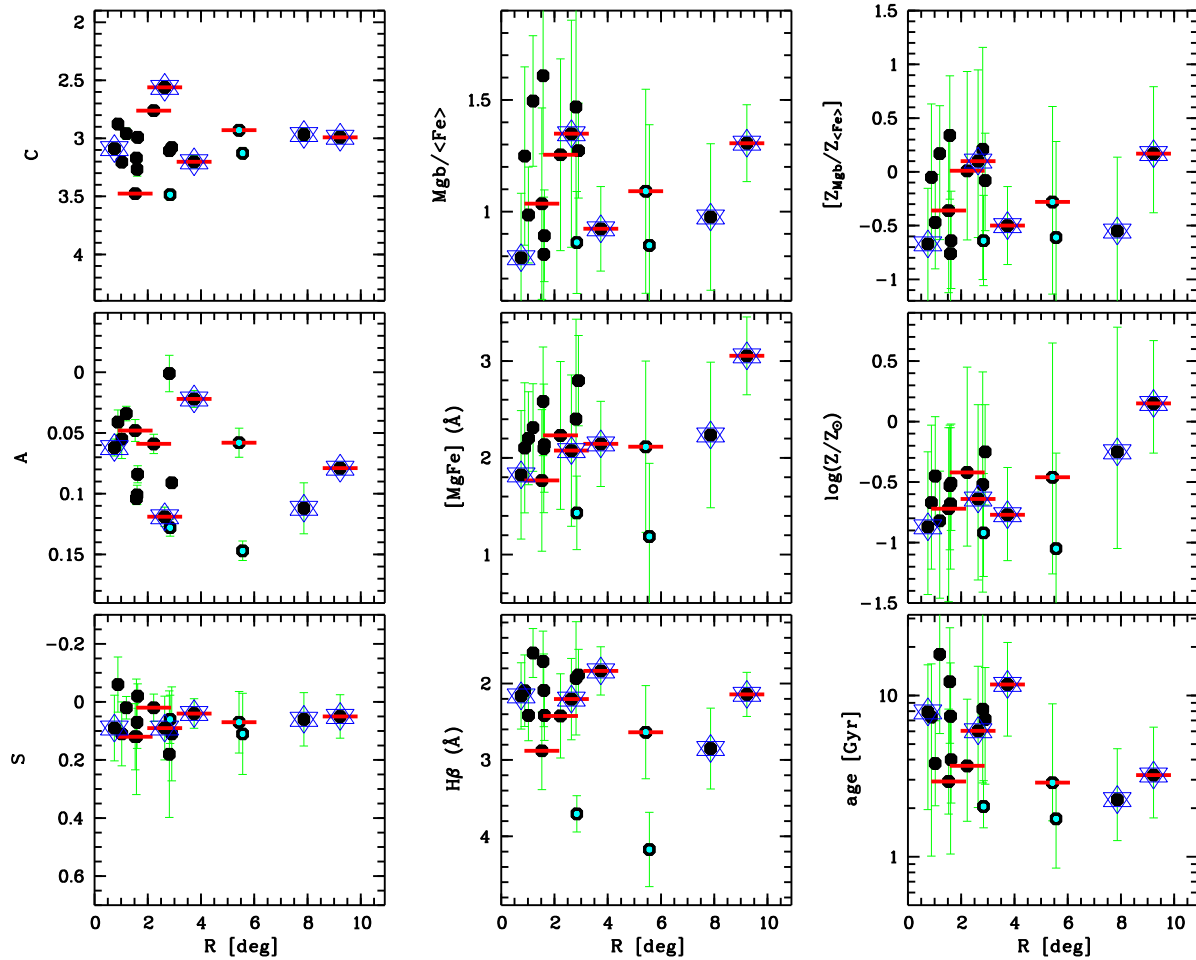 2
2.5
3
3.5
4
C
1.5
1
Mgb/<Fe>
1.5
1
0.5
0
−0.5
−1
[Z_Mgb/Z_<Fe>]
0
0.05
0.1
0.15
A
3
2
1
[MgFe] (Å)
0.5
0
−0.5
−1
−1.5
log(Z/Z⊙)
−0.2
0
0.2
0.4
0.6
S
0 2 4 6 8 10
R [deg]
2
3
4
Hβ (Å)
0 2 4 6 8 10
R [deg]
10
1
age [Gyr]
0 2 4 6 8 10
R [deg]